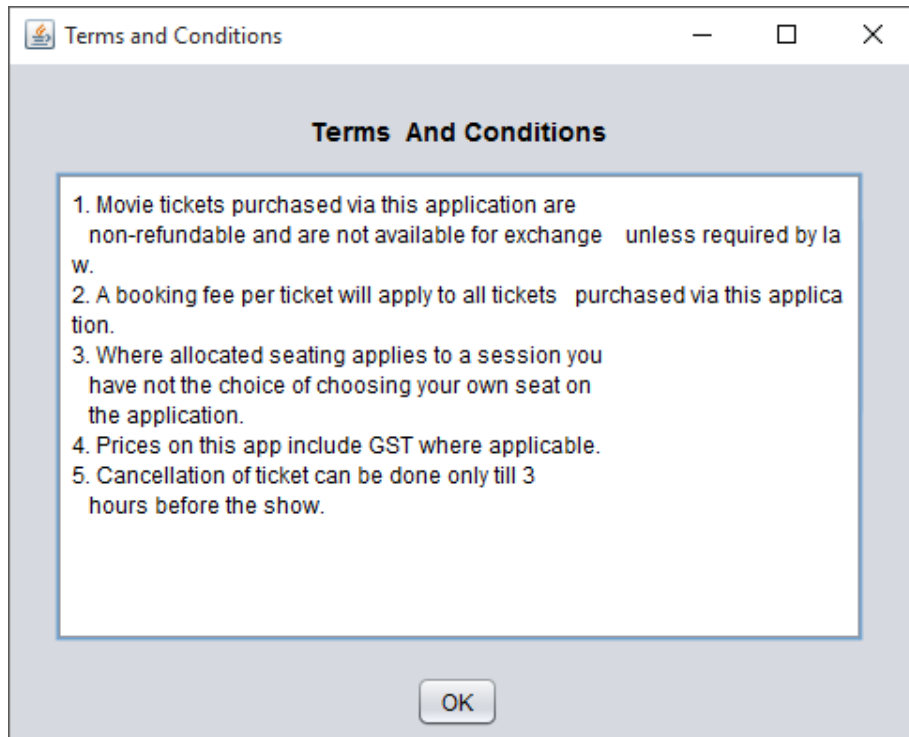 Terms and Conditions
Terms  And Conditions
1. Movie tickets purchased via this application are
   non-refundable and are not available for exchange    unless required by la
w.
2. A booking fee per ticket will apply to all tickets   purchased via this applica
tion.
3. Where allocated seating applies to a session you
   have not the choice of choosing your own seat on
   the application.
4. Prices on this app include GST where applicable.
5. Cancellation of ticket can be done only till 3
   hours before the show.
OK